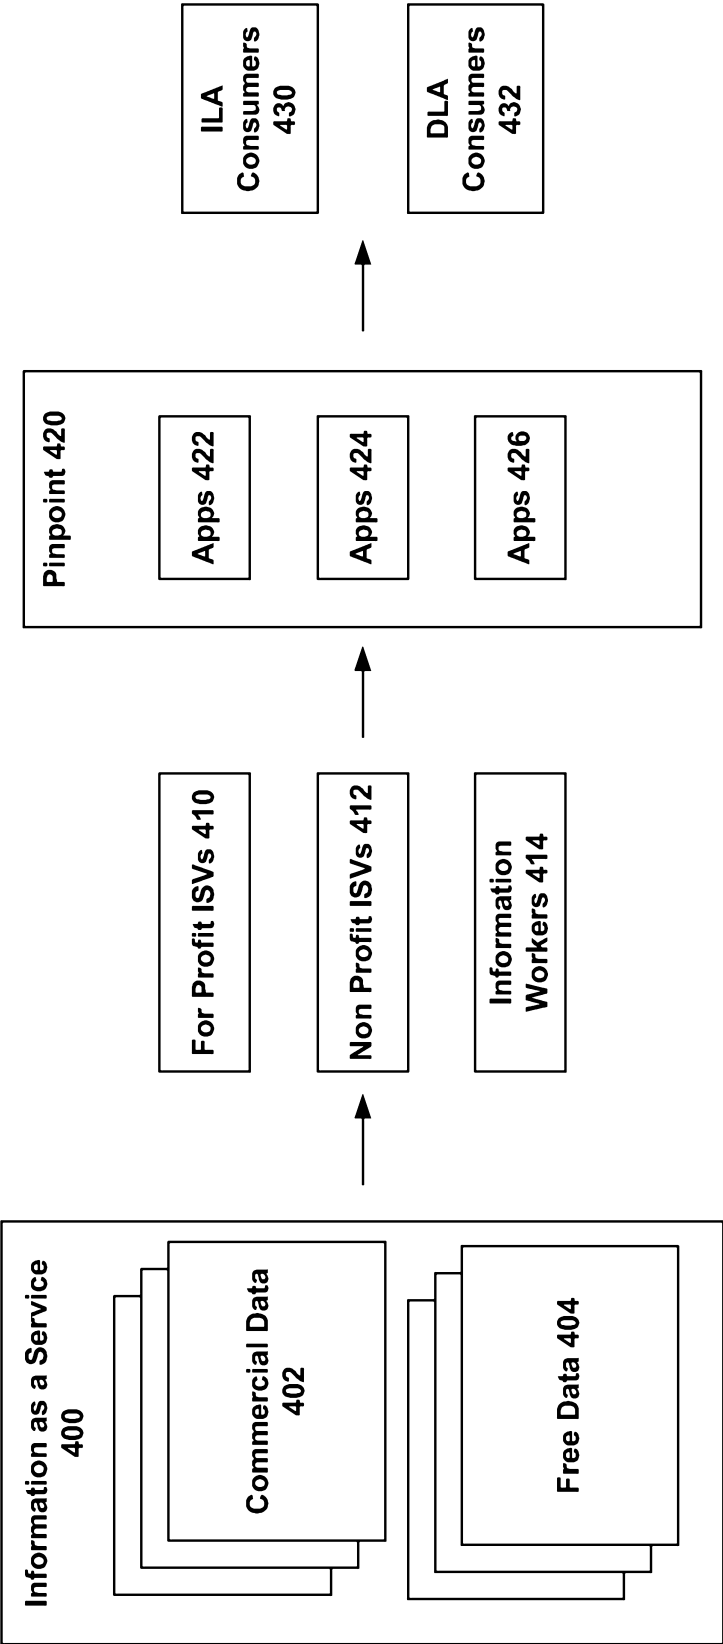 Information as a Service
400
Commercial Data
402
Free Data 404
For Profit ISVs 410
Non Profit ISVs 412
Information
Workers 414
Pinpoint 420
Apps 422
Apps 424
Apps 426
ILA
Consumers
430
DLA
Consumers
432